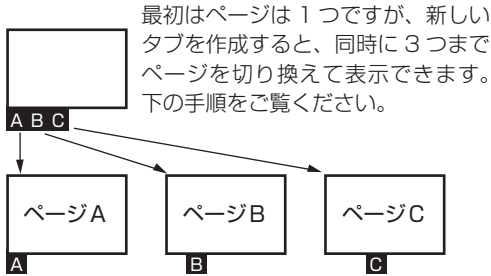 最初はページは 1 つですが、新しい
タブを作成すると、同時に 3 つまで
ページを切り換えて表示できます。
下の手順をご覧ください。
A B C
ページA
ページB
ページC
A
B
C